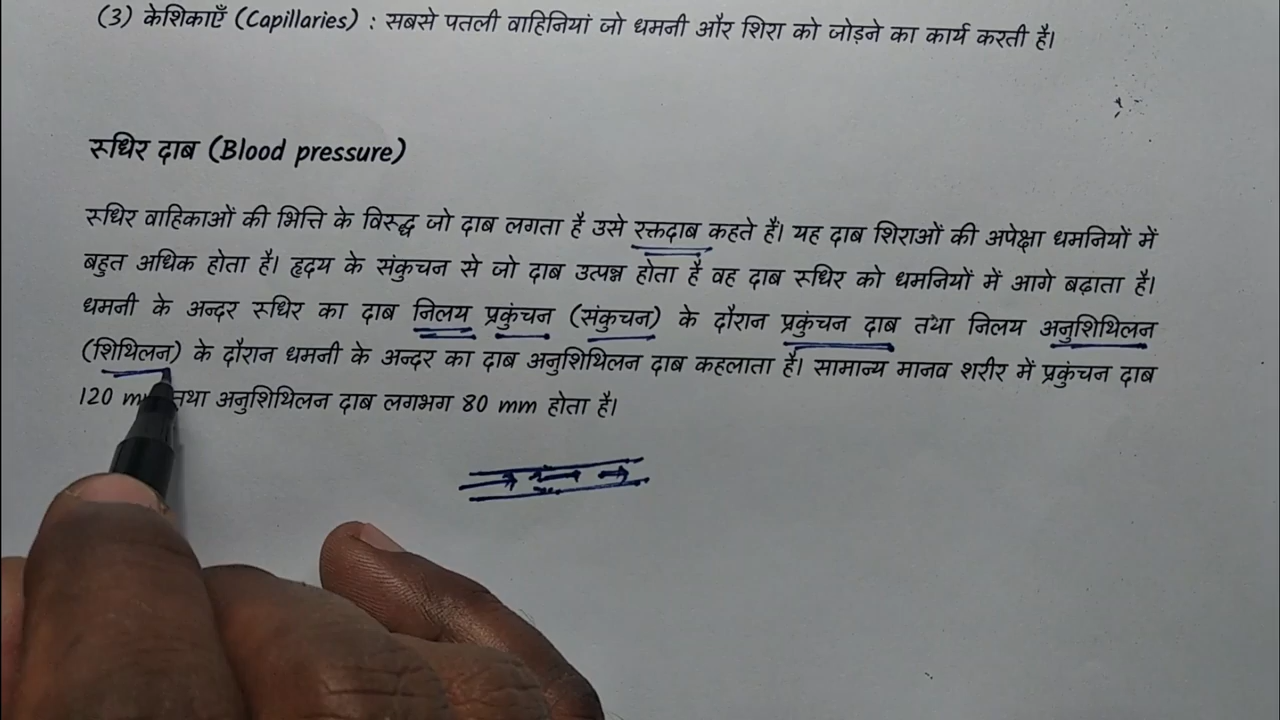 (3) केशिकाएँ (Capillaries) : सबसे पतली वाहिनियां जो धमनी और शिरा को जोड़ने का कार्य करती है।
रूधिर दाब (Blood pressure)
रूधिर वाहिकाओं की भित्ति के विरूद्ध जो दाब लगता है उसे रक्तदाब कहते हैं। यह दाब शिराओं की अपेक्षा धमनियों में
बहुत अधिक होता है। हृदय के संकुचन से जो दाब उत्पन्न होता है वह दाब रूधिर को धमनियों में आगे बढ़ाता है।
धमनी के अन्दर रूधिर का दाब निलय प्रकुंचन (संकुचन) के दौरान प्रकुंचन दाब तथा निलय अनुशिथिलन
(शिथिलन) के दौरान धमनी के अन्दर का दाब अनुशिथिलन दाब कहलाता है। सामान्य मानव शरीर में प्रकुंचन दाब
120 तथा अनुशिथिलन दाब लगभग 80 mm होता है।